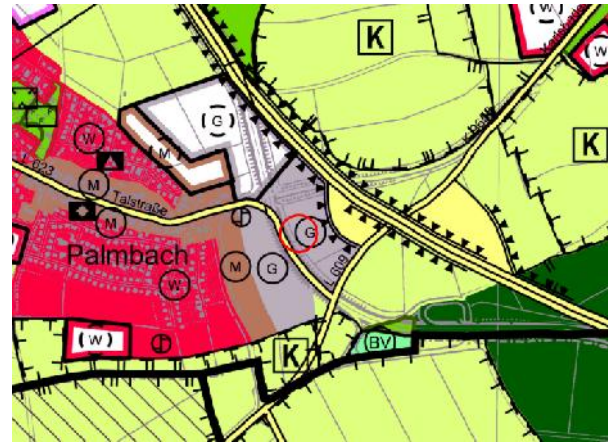 (W)
K
(W)
(G)
W
(M)
K
L 623
M
Talstraße
M
G
Palmbach
L 609
M
G
W
(W)
K
(BV)